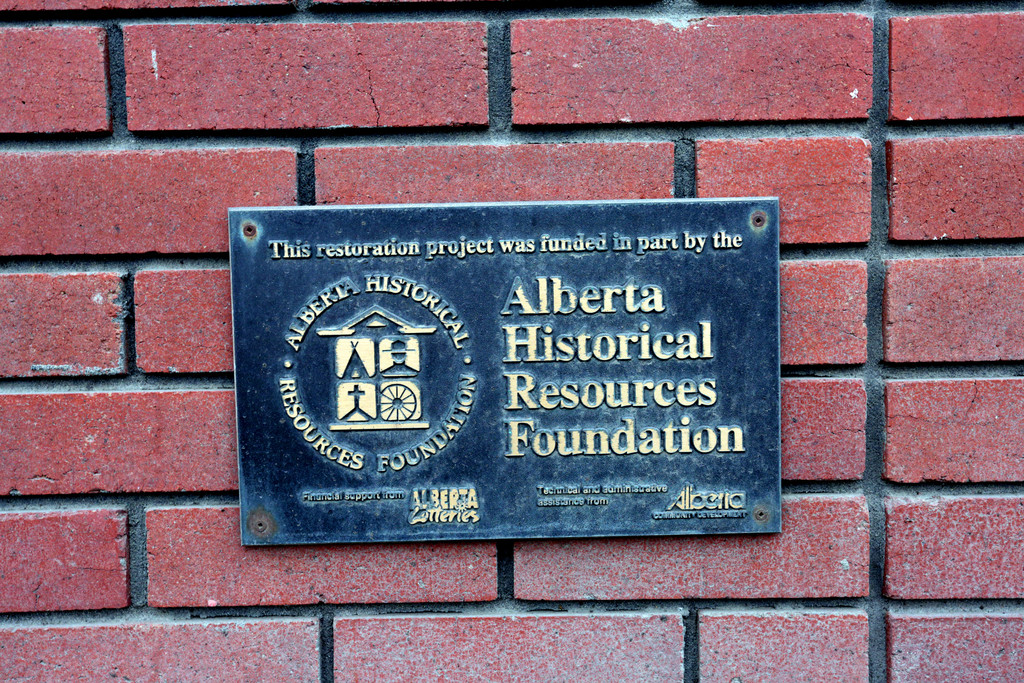 This restoration project was funded in part by the
ALBERTA HISTORICAL
RESOURCES FOUNDATION
Alberta
Historical
Resources
Foundation
Financial support from
ALBERTA
Lotteries
Technical and administrative
assistance from
Alberta
COMMUNITY DEVELOPMENT